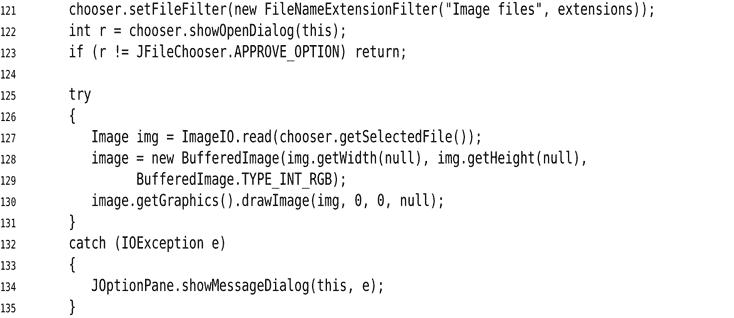 121 chooser.setFileFilter(new FileNameExtensionFilter("Image files", extensions));
122 int r = chooser.showOpenDialog(this);
123 if (r != JFileChooser.APPROVE_OPTION) return;
124
125 try
126 {
127 Image img = ImageIO.read(chooser.getSelectedFile());
128 image = new BufferedImage(img.getWidth(null), img.getHeight(null),
129 BufferedImage.TYPE_INT_RGB);
130 image.getGraphics().drawImage(img, 0, 0, null);
131 }
132 catch (IOException e)
133 {
134 JOptionPane.showMessageDialog(this, e);
135 }